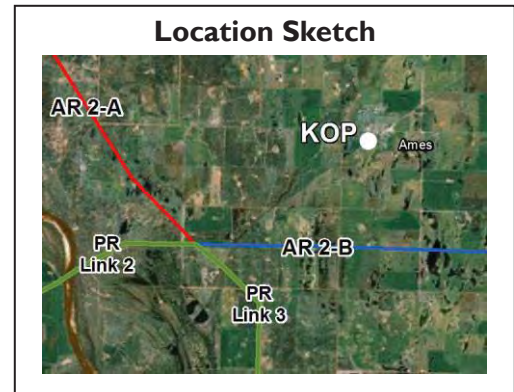 Location Sketch
AR 2-A
KOP
Ames
PR
Link 2
AR 2-B
PR
Link 3